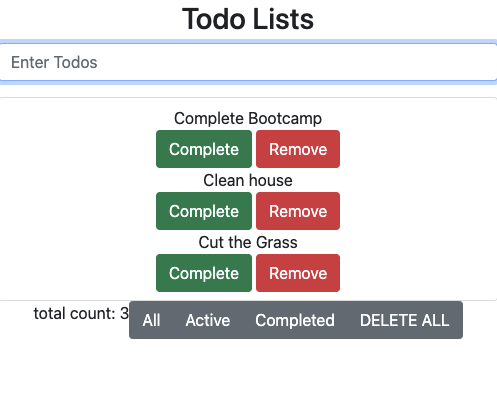 Todo Lists
Enter Todos
Complete Bootcamp
Complete Remove
Clean house
Complete Remove
Cut the Grass
Complete Remove
total count: 3 All Active Completed DELETE ALL